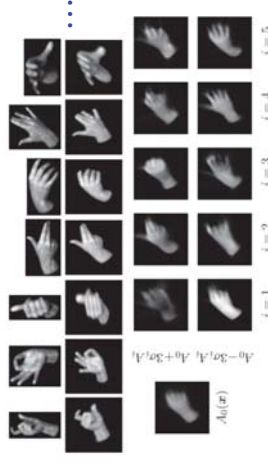 A₀(x)
A₀+3σᵢAᵢ
A₀−3σᵢAᵢ
i = 1
i = 2
i = 3
i = 4
i = 5